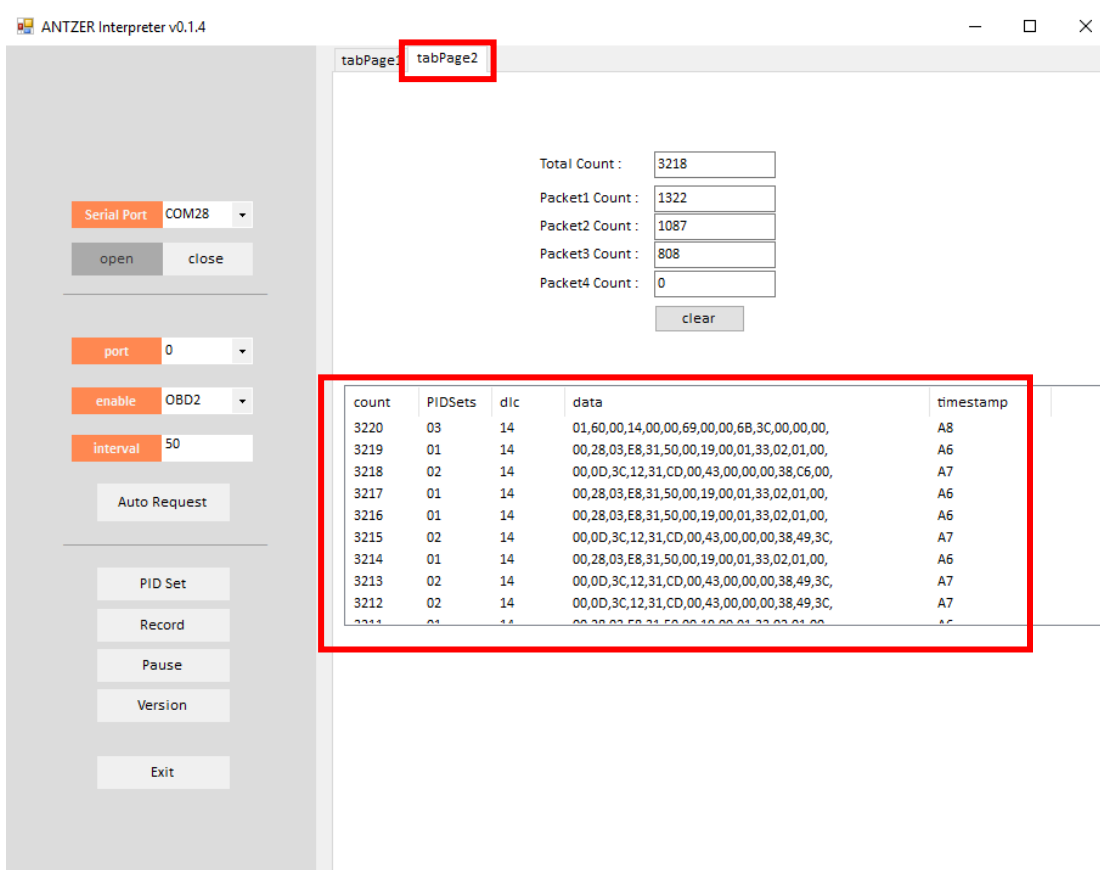 ANTZER Interpreter v0.1.4
tabPage1 tabPage2
Total Count : 3218
Packet1 Count : 1322
Packet2 Count : 1087
Packet3 Count : 808
Packet4 Count : 0
clear
Serial Port COM28
open close
port 0
enable OBD2
interval 50
Auto Request
PID Set
Record
Pause
Version
Exit
count PIDSets dlc data timestamp
3220 03 14 01,60,00,14,00,00,69,00,00,6B,3C,00,00,00, A8
3219 01 14 00,28,03,E8,31,50,00,19,00,01,33,02,01,00, A6
3218 02 14 00,0D,3C,12,31,CD,00,43,00,00,00,38,C6,00, A7
3217 01 14 00,28,03,E8,31,50,00,19,00,01,33,02,01,00, A6
3216 01 14 00,28,03,E8,31,50,00,19,00,01,33,02,01,00, A6
3215 02 14 00,0D,3C,12,31,CD,00,43,00,00,00,38,49,3C, A7
3214 01 14 00,28,03,E8,31,50,00,19,00,01,33,02,01,00, A6
3213 02 14 00,0D,3C,12,31,CD,00,43,00,00,00,38,49,3C, A7
3212 02 14 00,0D,3C,12,31,CD,00,43,00,00,00,38,49,3C, A7